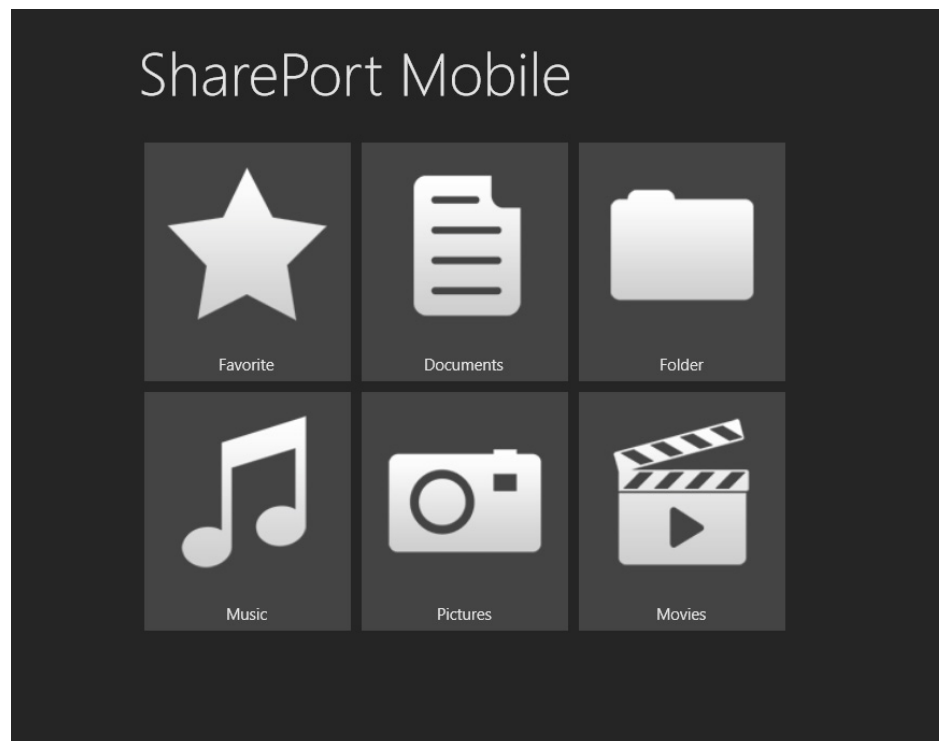 SharePort Mobile
Favorite
Documents
Folder
Music
Pictures
Movies